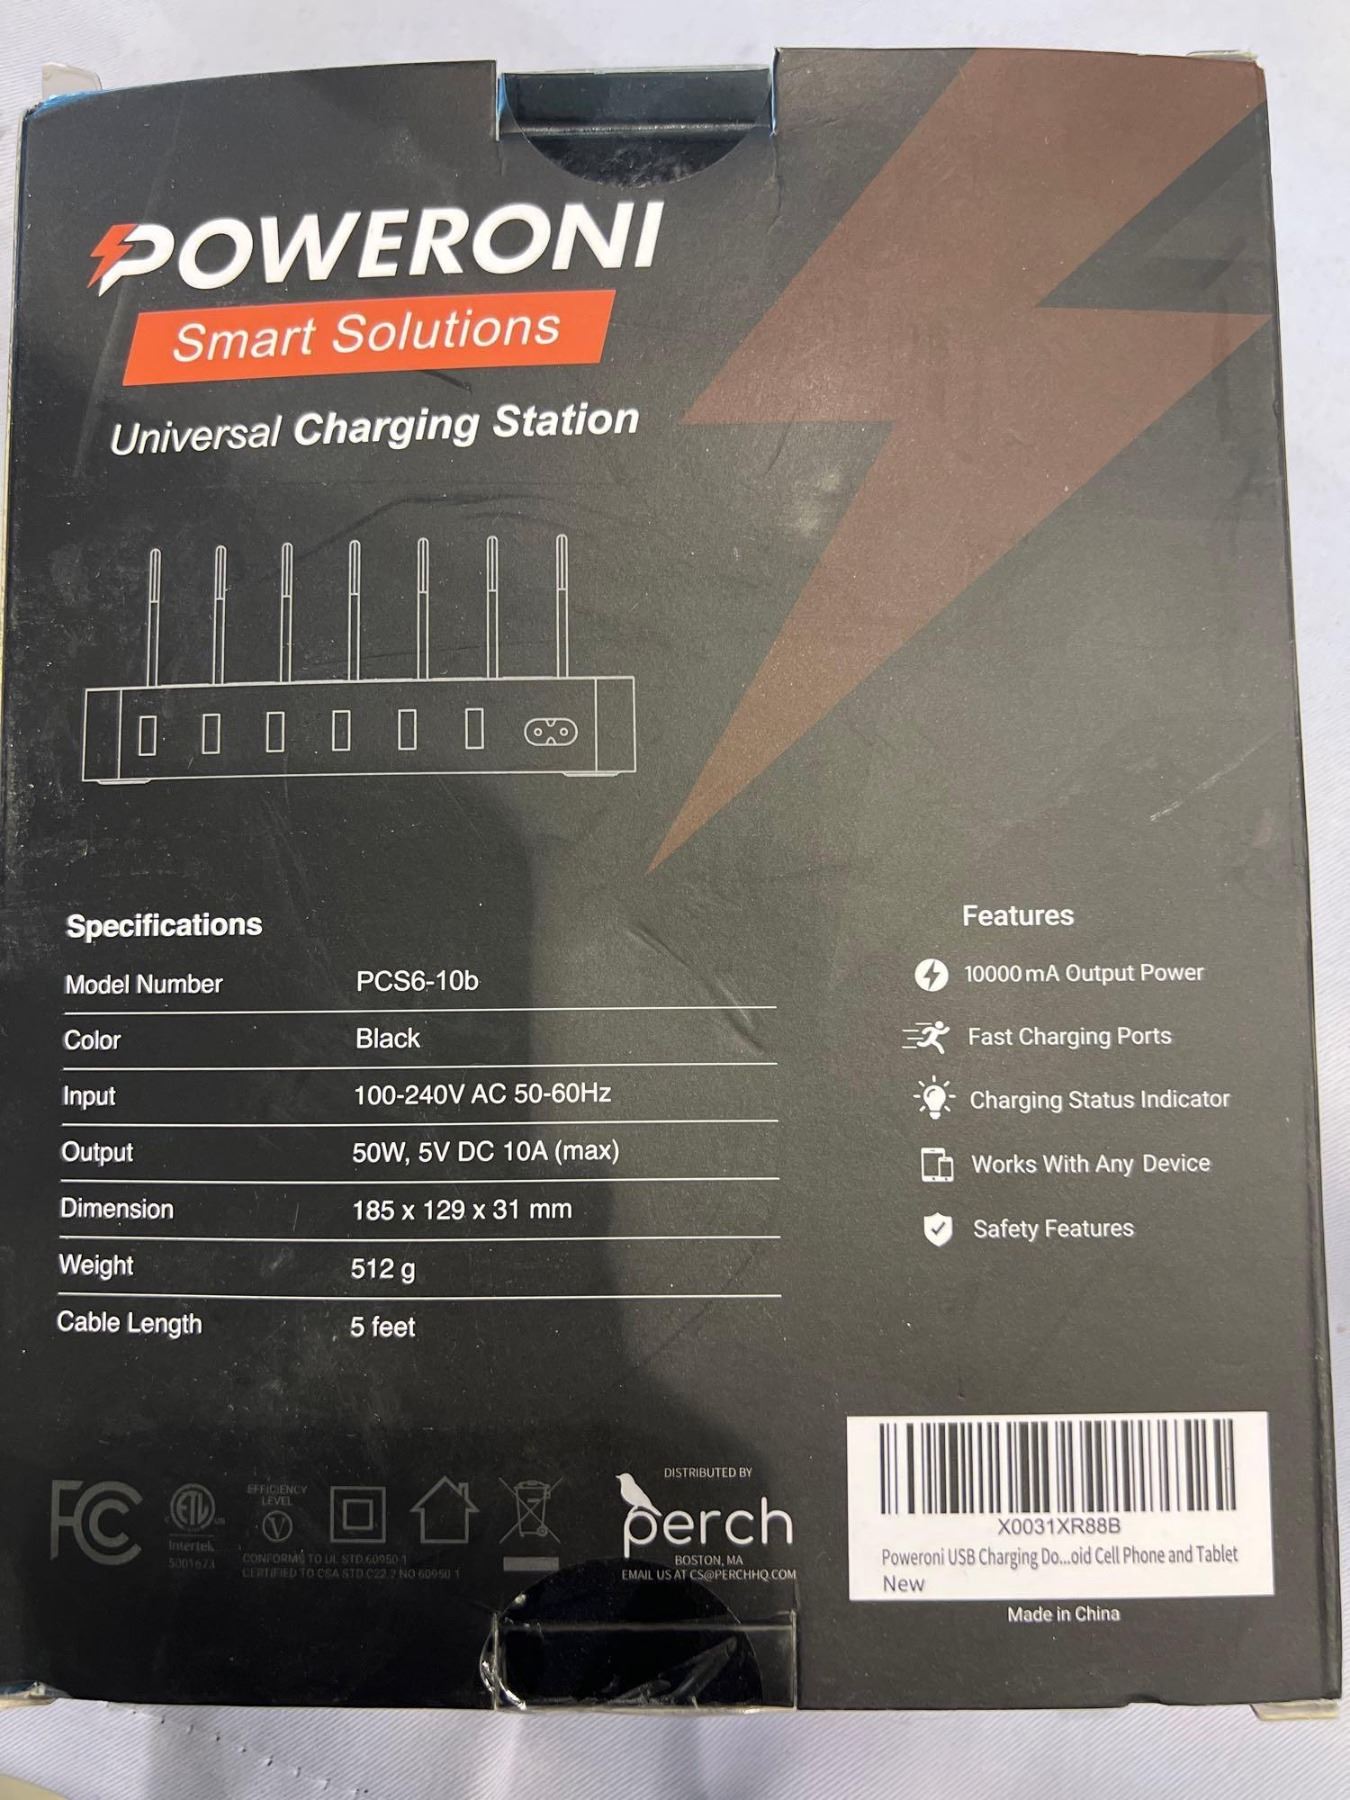 POWERONI
Smart Solutions
Universal Charging Station
Specifications
Model Number PCS6-10b
Color Black
Input 100-240V AC 50-60Hz
Output 50W, 5V DC 10A (max)
Dimension 185 x 129 x 31 mm
Weight 512 g
Cable Length 5 feet
Features
10000mA Output Power
Fast Charging Ports
Charging Status Indicator
Works With Any Device
Safety Features
FC
ETL
Intertek
5001673
EFFICIENCY
LEVEL
V
CONFORMS TO UL STD.60950-1
CERTIFIED TO CSA STD.C22.2 NO 60950-1
DISTRIBUTED BY
perch
BOSTON, MA
EMAIL US AT CS@PERCHHQ.COM
X0031XR88B
Poweroni USB Charging Do...oid Cell Phone and Tablet
New
Made in China